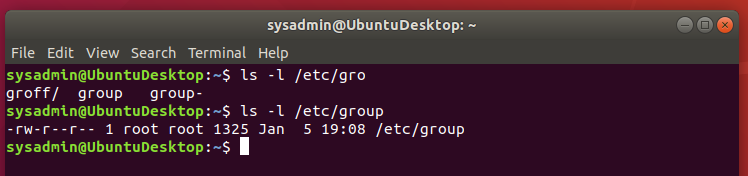 sysadmin@UbuntuDesktop: ~
File Edit View Search Terminal Help
sysadmin@UbuntuDesktop:~$ ls -l /etc/gro
groff/  group   group-
sysadmin@UbuntuDesktop:~$ ls -l /etc/group
-rw-r--r-- 1 root root 1325 Jan  5 19:08 /etc/group
sysadmin@UbuntuDesktop:~$